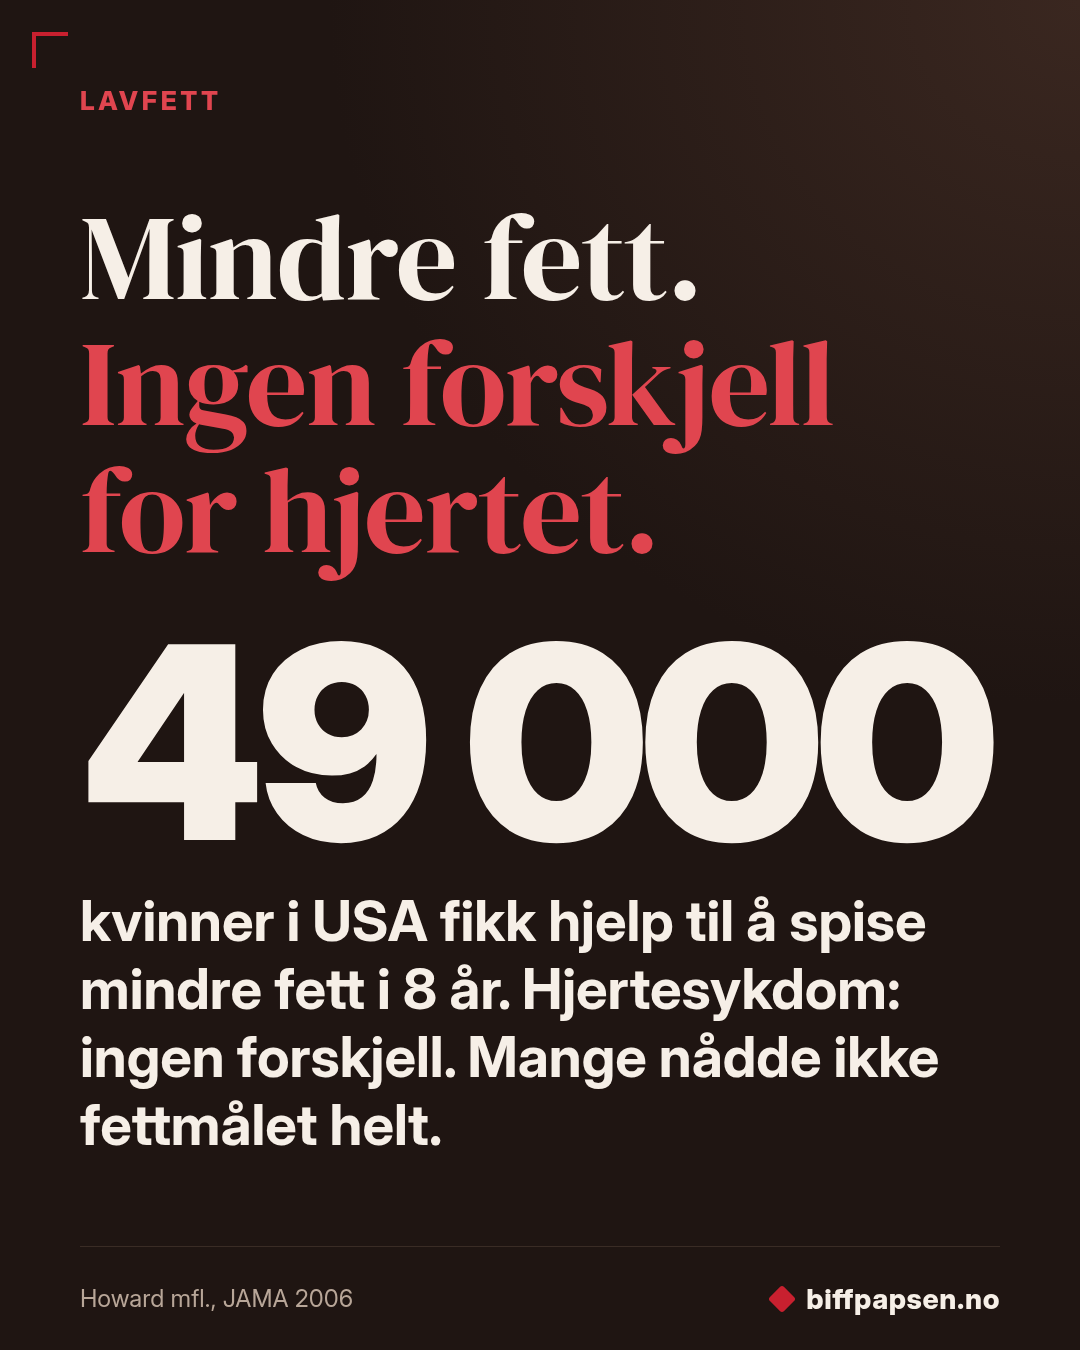 LAVFETT
Mindre fett.
Ingen forskjell
for hjertet.
49 000
kvinner i USA fikk hjelp til å spise
mindre fett i 8 år. Hjertesykdom:
ingen forskjell. Mange nådde ikke
fettmålet helt.
Howard mfl., JAMA 2006
biffpapsen.no